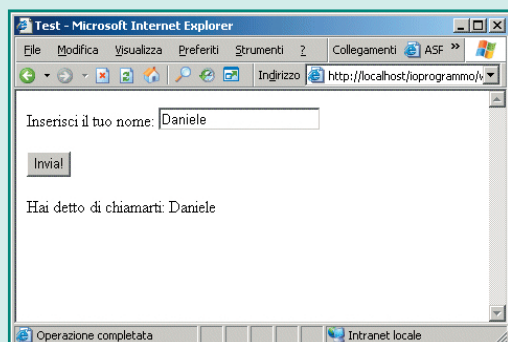 Test - Microsoft Internet Explorer
File Modifica Visualizza Preferiti Strumenti ? Collegamenti ASF »
Indirizzo http://localhost/ioprogrammo/
Inserisci il tuo nome: Daniele
Invia!
Hai detto di chiamarti: Daniele
Operazione completata Intranet locale